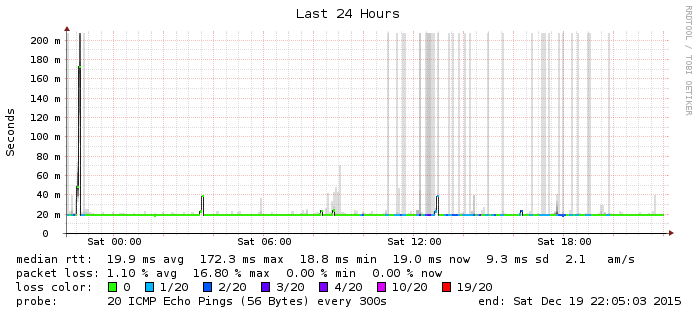 Last 24 Hours
RRDTOOL / TOBI OETIKER
Seconds
200 m
180 m
160 m
140 m
120 m
100 m
80 m
60 m
40 m
20 m
0
Sat 00:00 Sat 06:00 Sat 12:00 Sat 18:00
median rtt: 19.9 ms avg 172.3 ms max 18.8 ms min 19.0 ms now 9.3 ms sd 2.1 am/s
packet loss: 1.10 % avg 16.80 % max 0.00 % min 0.00 % now
loss color: 0 1/20 2/20 3/20 4/20 10/20 19/20
probe: 20 ICMP Echo Pings (56 Bytes) every 300s end: Sat Dec 19 22:05:03 2015